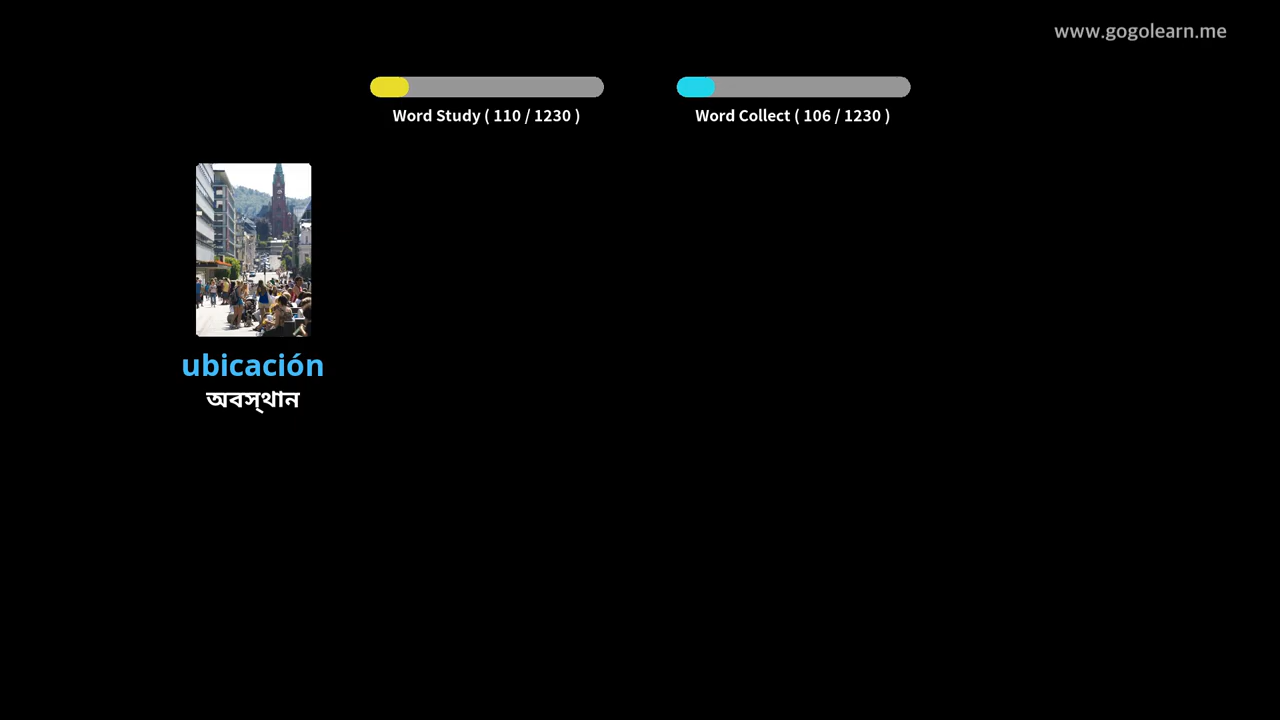 www.gogolearn.me
Word Study ( 110 / 1230 )
Word Collect ( 106 / 1230 )
ubicación
অবস্থান